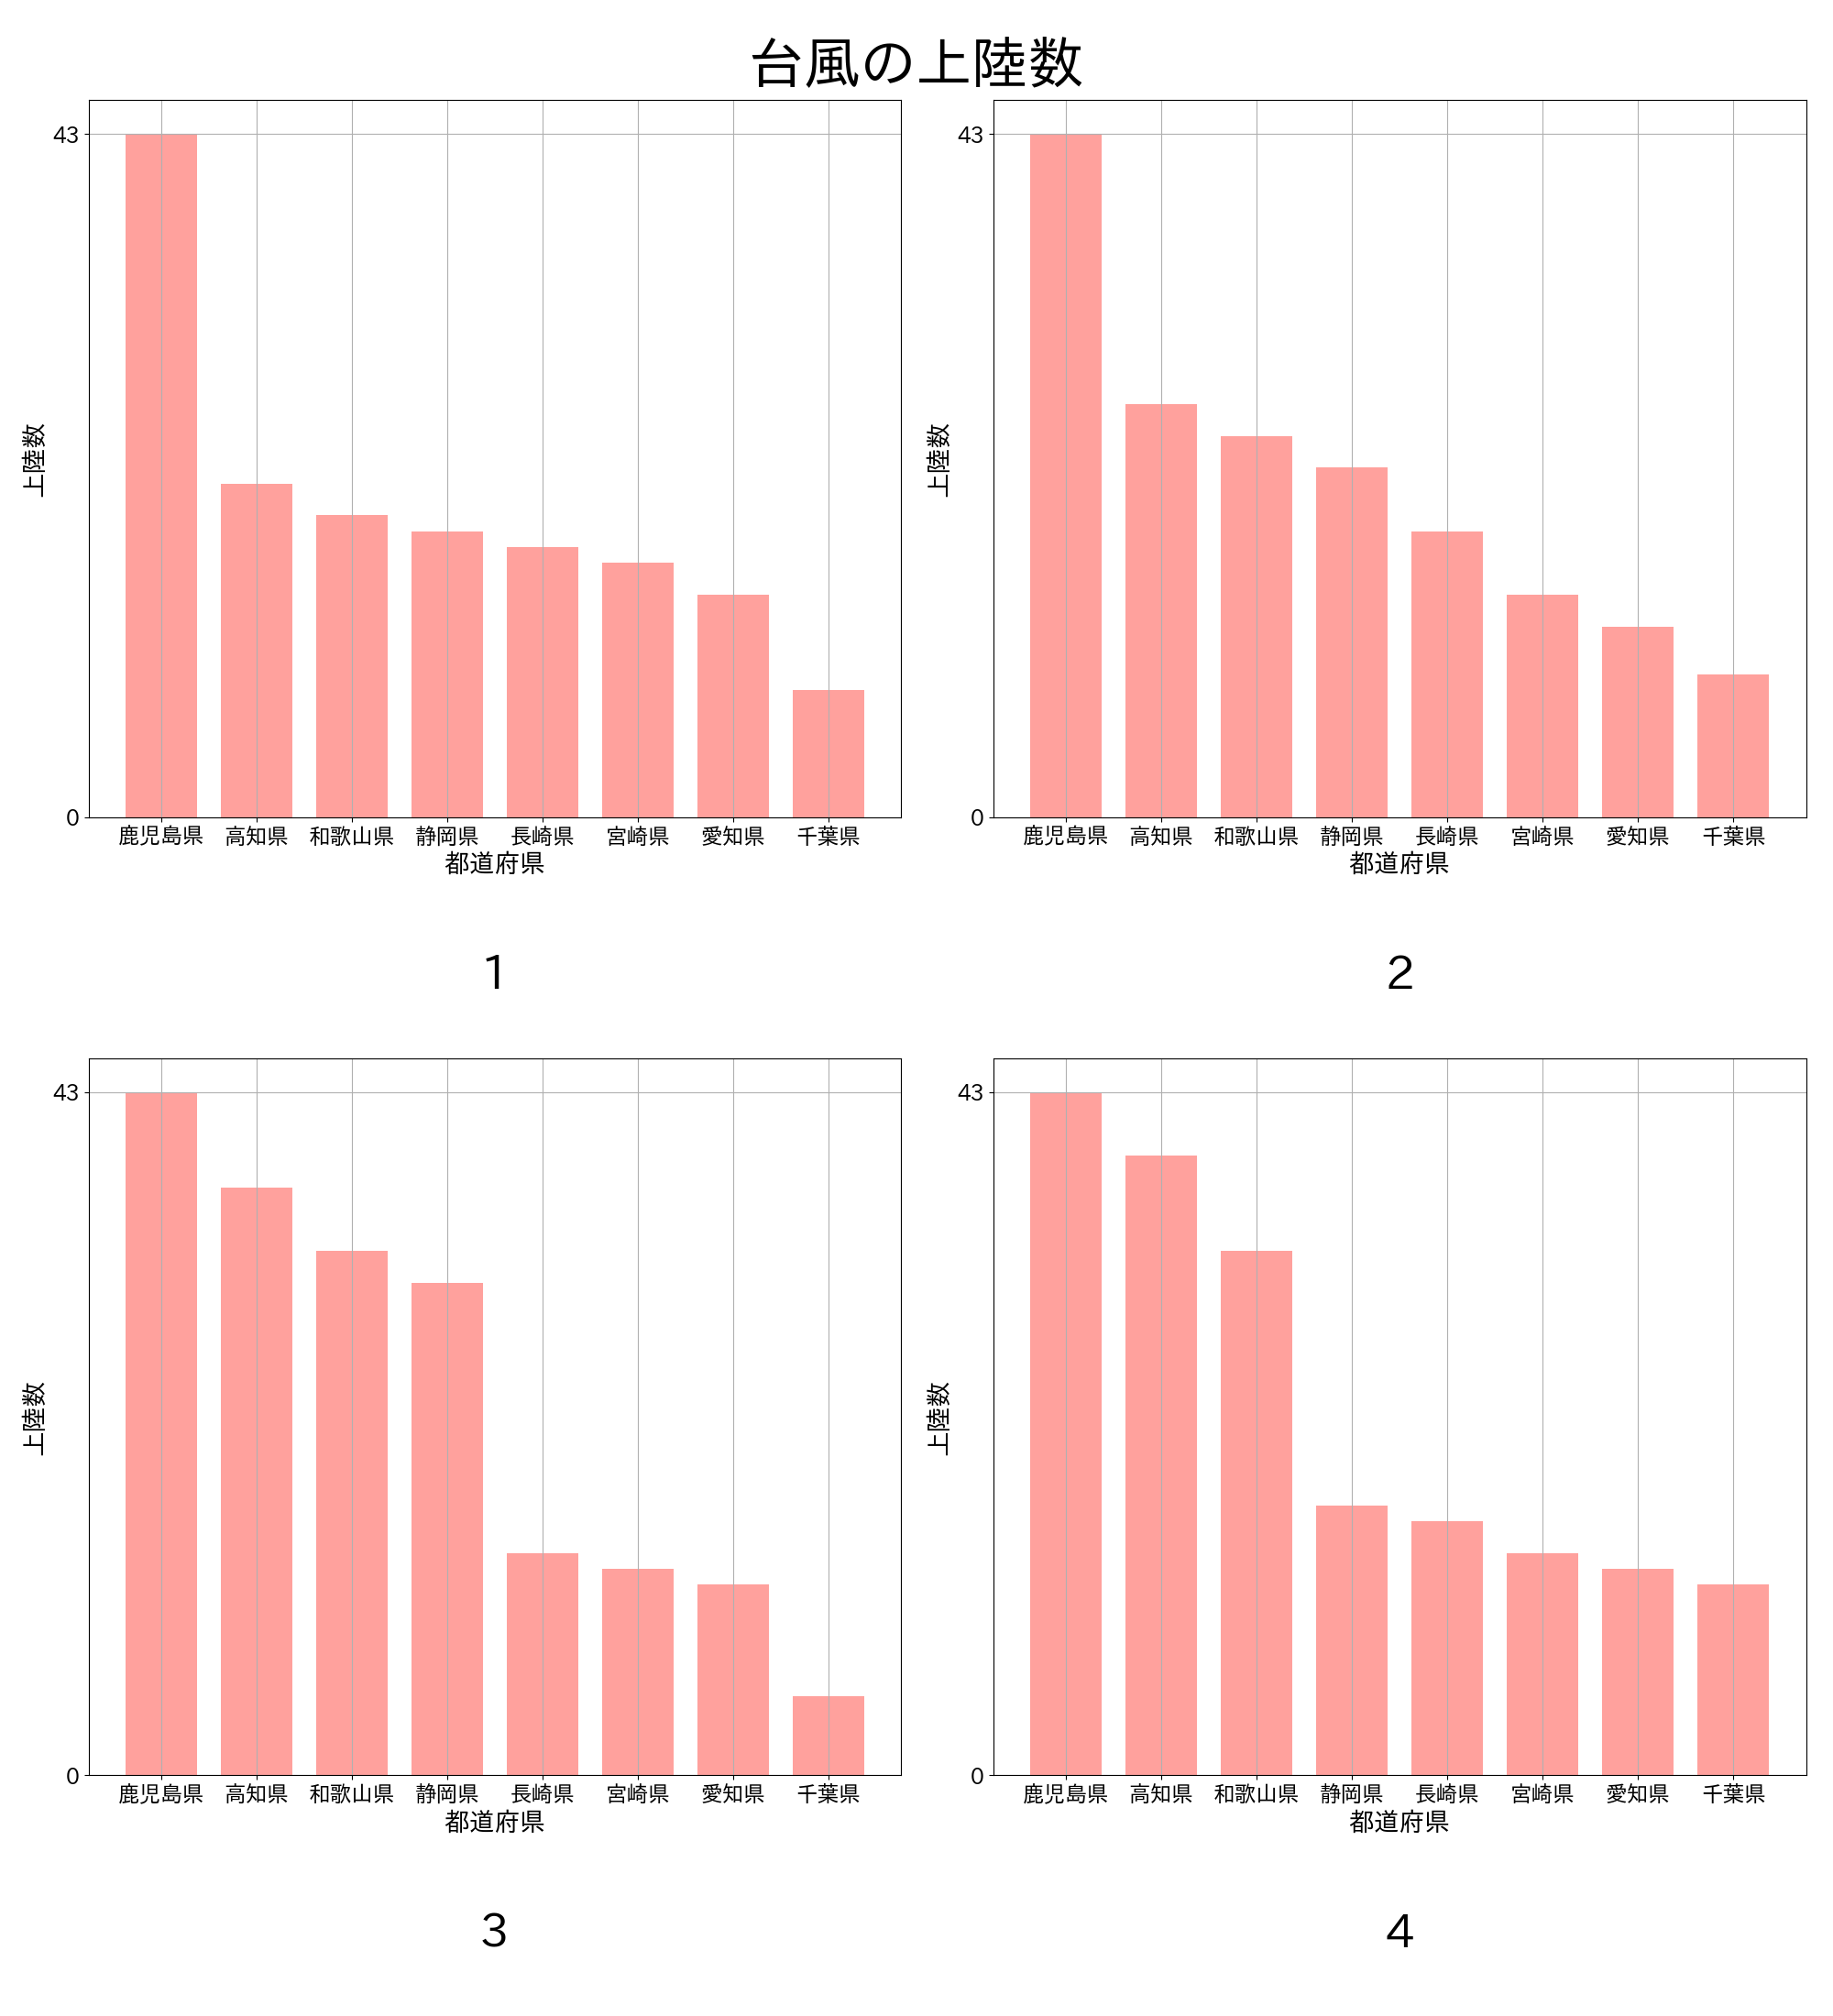 台風の上陸数
43
上陸数
0
鹿児島県 高知県 和歌山県 静岡県 長崎県 宮崎県 愛知県 千葉県
都道府県
1
43
上陸数
0
鹿児島県 高知県 和歌山県 静岡県 長崎県 宮崎県 愛知県 千葉県
都道府県
2
43
上陸数
0
鹿児島県 高知県 和歌山県 静岡県 長崎県 宮崎県 愛知県 千葉県
都道府県
3
43
上陸数
0
鹿児島県 高知県 和歌山県 静岡県 長崎県 宮崎県 愛知県 千葉県
都道府県
4